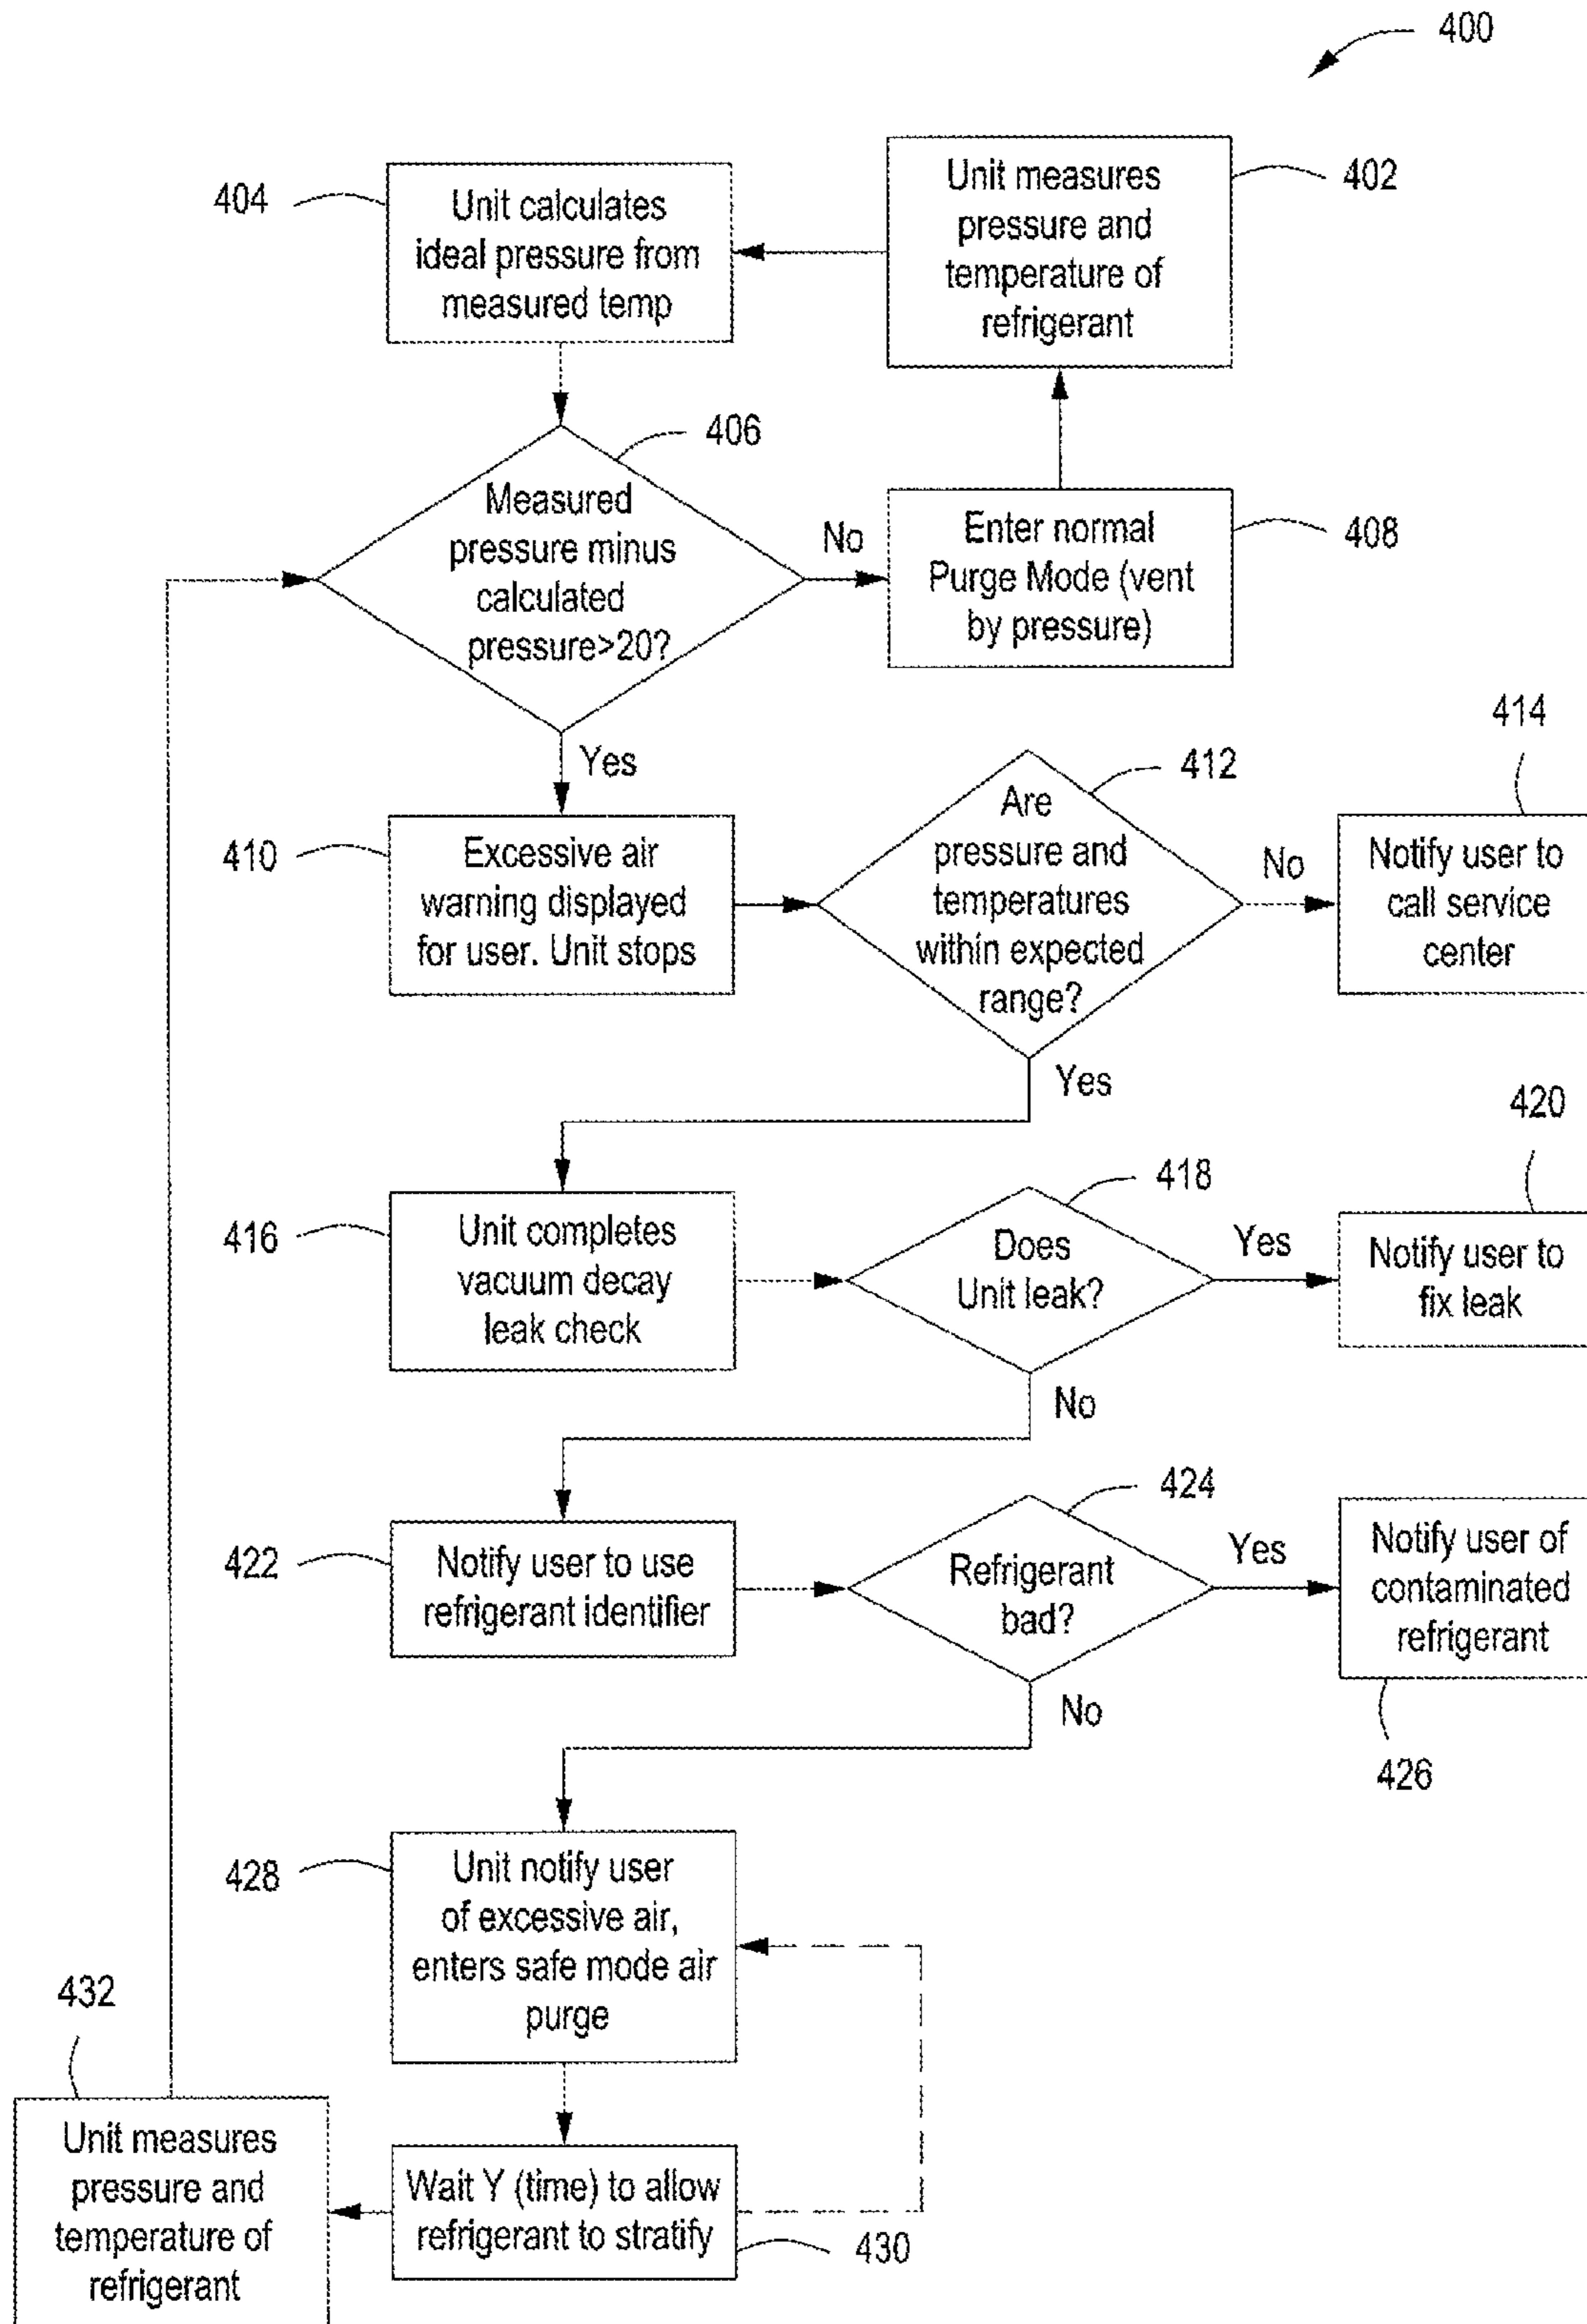 400
402
Unit measures
pressure and
temperature of
refrigerant
404
Unit calculates
ideal pressure from
measured temp
406
Measured
pressure minus
calculated
pressure>20?
No
408
Enter normal
Purge Mode (vent
by pressure)
Yes
410
Excessive air
warning displayed
for user. Unit stops
412
Are
pressure and
temperatures
within expected
range?
No
414
Notify user to
call service
center
Yes
416
Unit completes
vacuum decay
leak check
418
Does
Unit leak?
Yes
420
Notify user to
fix leak
No
422
Notify user to use
refrigerant identifier
424
Refrigerant
bad?
Yes
Notify user of
contaminated
refrigerant
426
No
428
Unit notify user
of excessive air,
enters safe mode air
purge
Wait Y (time) to allow
refrigerant to stratify
430
432
Unit measures
pressure and
temperature of
refrigerant